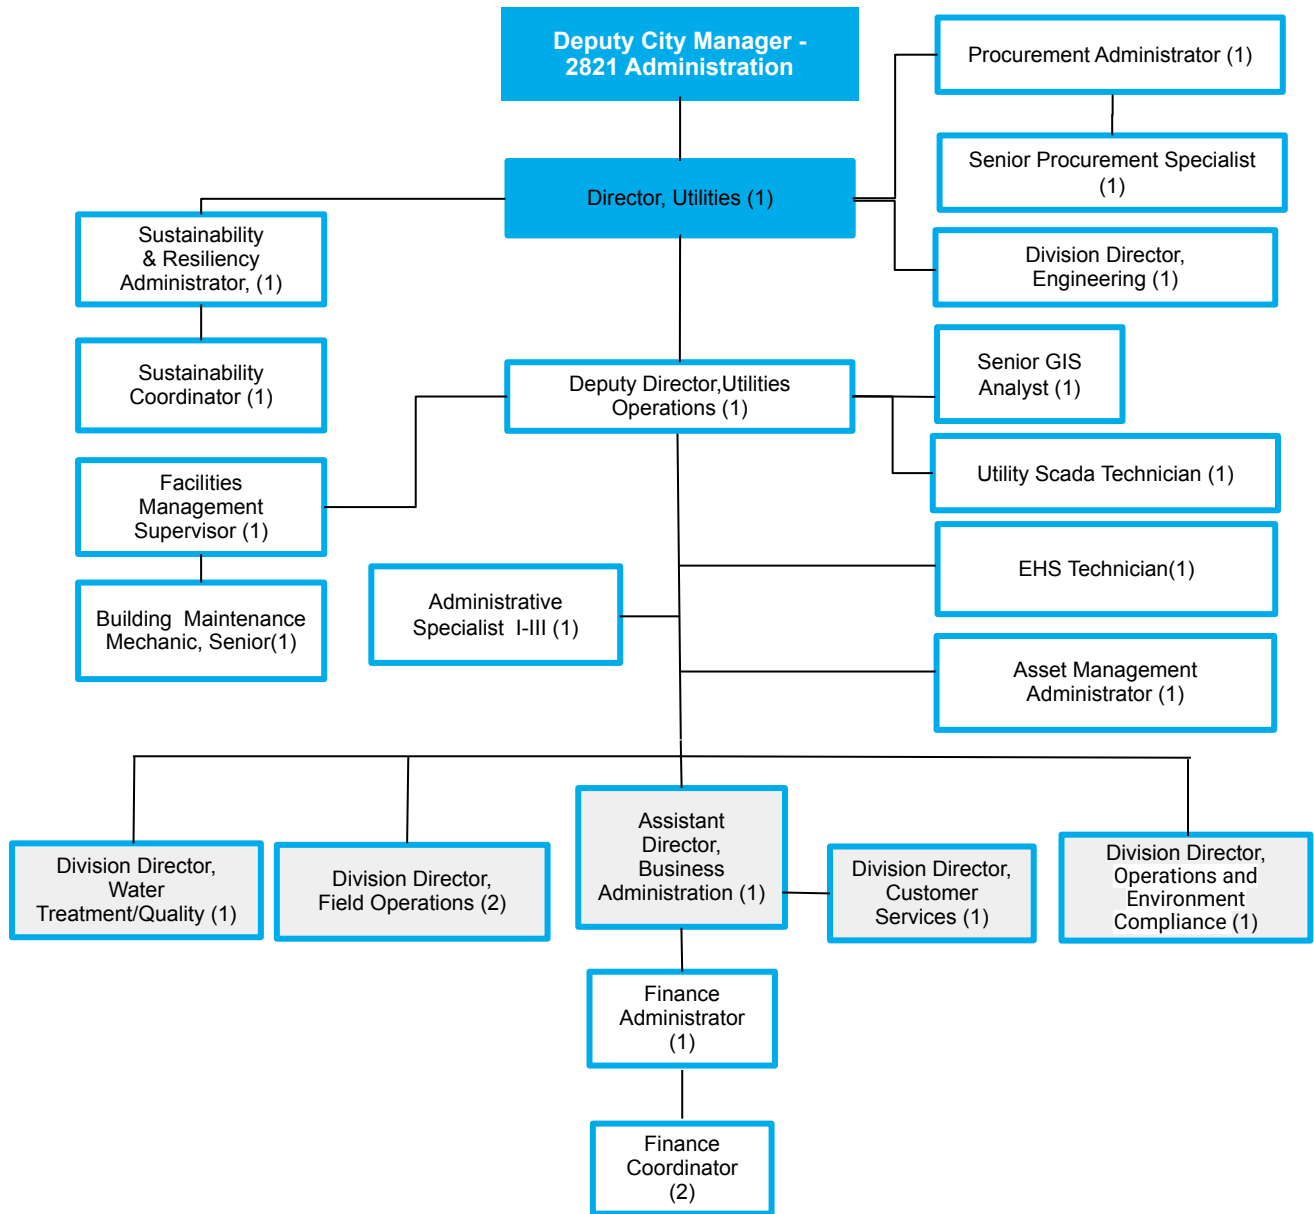 Deputy City Manager -
2821 Administration
Procurement Administrator (1)
Senior Procurement Specialist
(1)
Director, Utilities (1)
Sustainability
& Resiliency
Administrator, (1)
Division Director,
Engineering (1)
Sustainability
Coordinator (1)
Deputy Director,Utilities
Operations (1)
Senior GIS
Analyst (1)
Facilities
Management
Supervisor (1)
Utility Scada Technician (1)
Building  Maintenance
Mechanic, Senior(1)
Administrative
Specialist  I-III (1)
EHS Technician(1)
Asset Management
Administrator (1)
Division Director,
Water
Treatment/Quality (1)
Division Director,
Field Operations (2)
Assistant
Director,
Business
Administration (1)
Division Director,
Customer
Services (1)
Division Director,
Operations and
Environment
Compliance (1)
Finance
Administrator
(1)
Finance
Coordinator
(2)